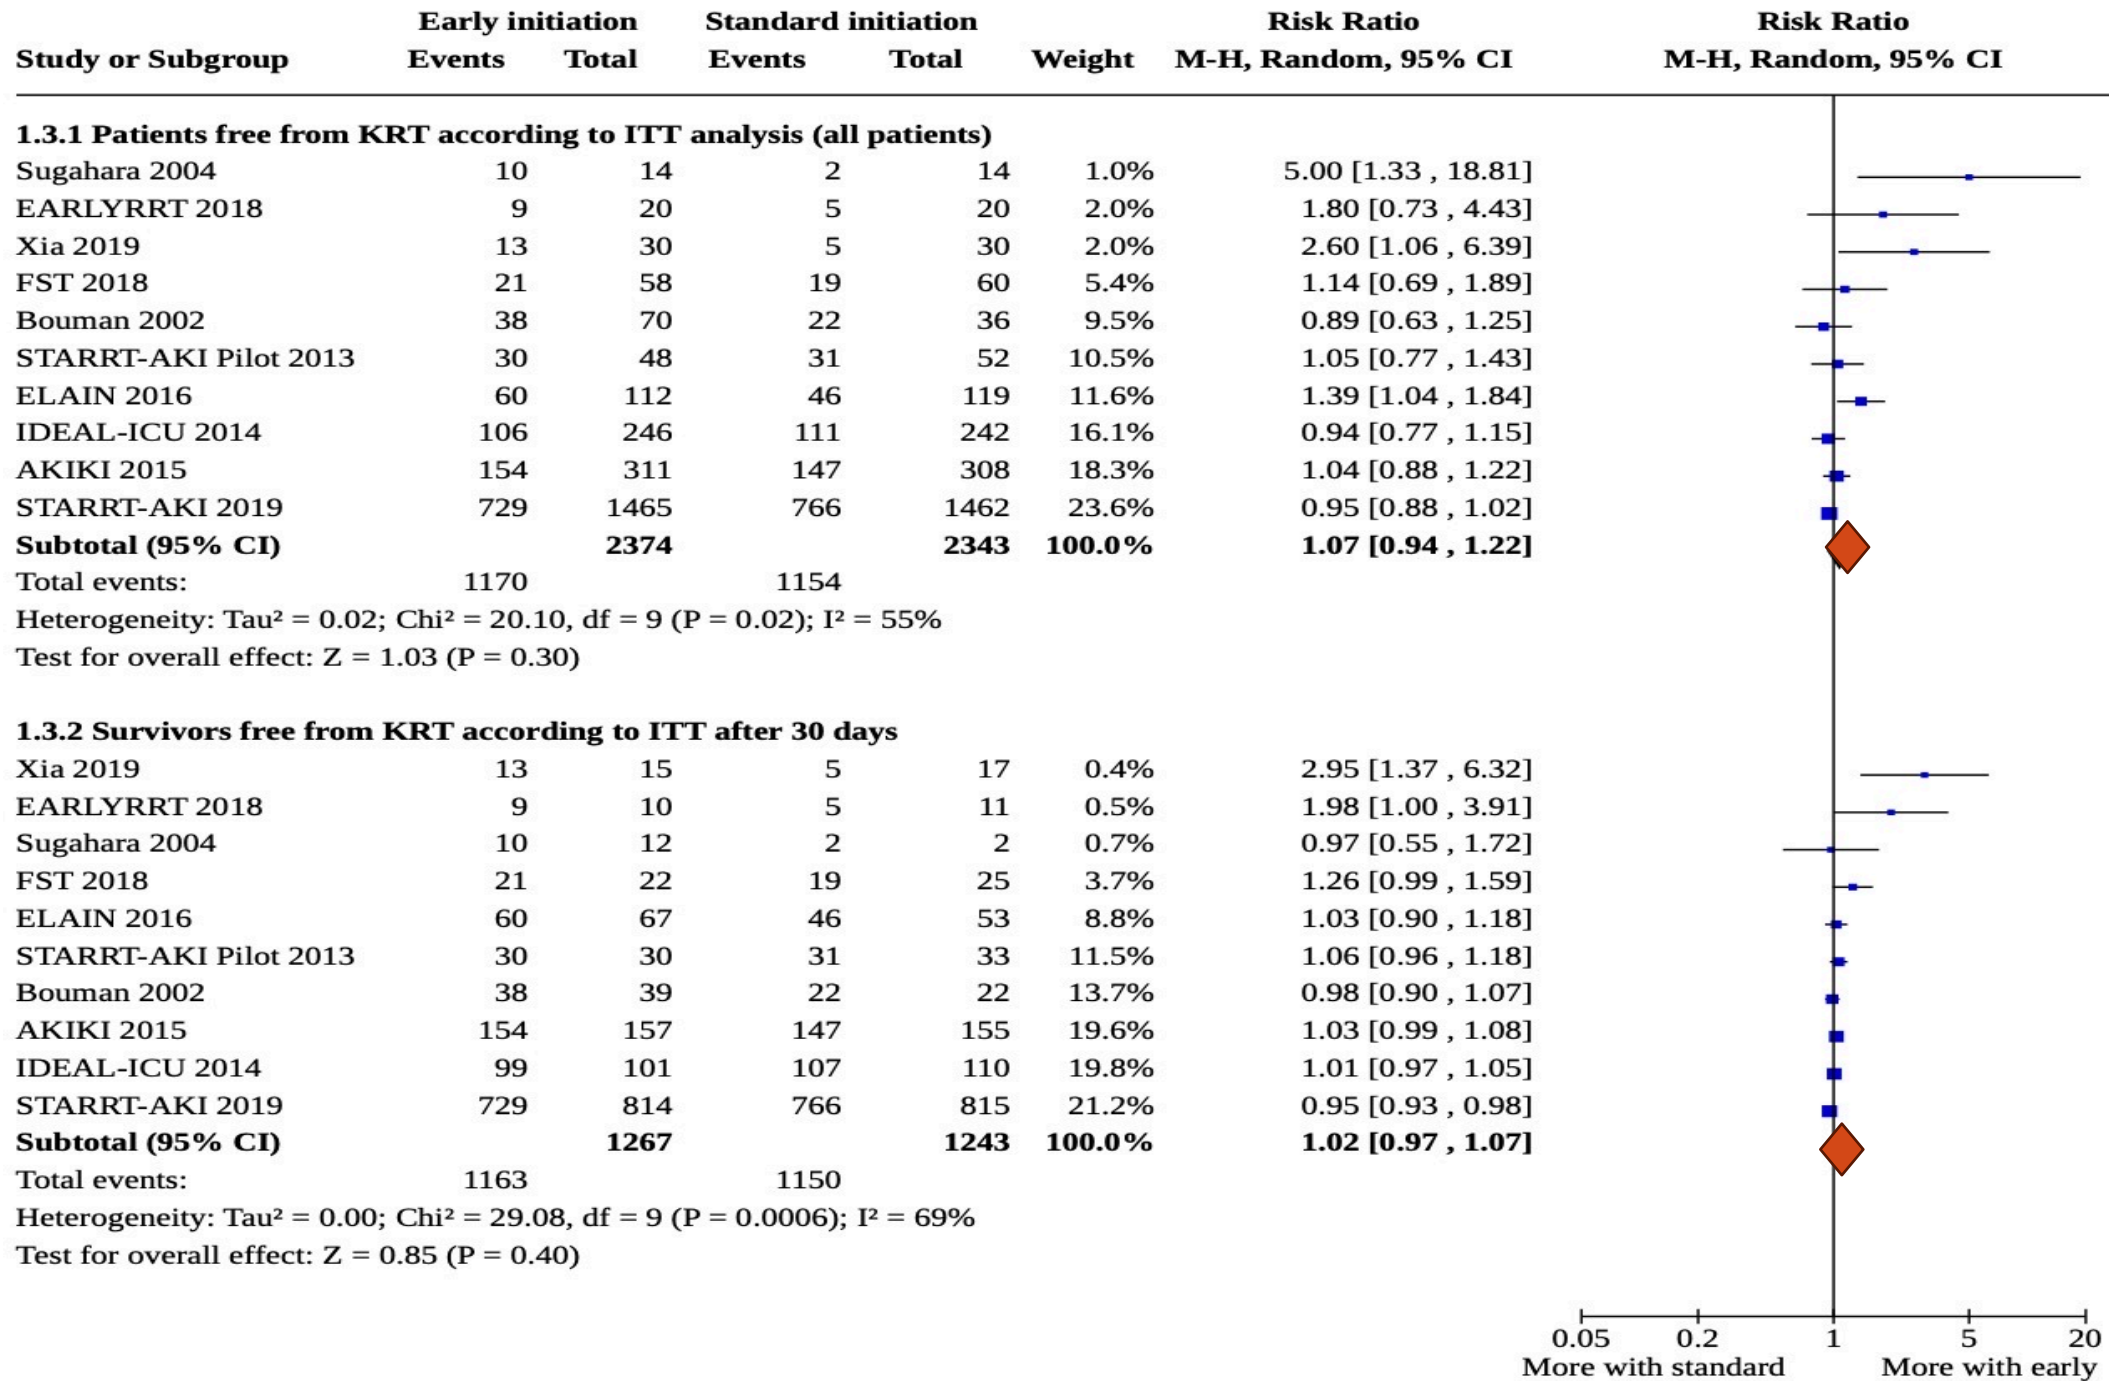 Early initiation Standard initiation Risk Ratio Risk Ratio
Study or Subgroup Events Total Events Total Weight M-H, Random, 95% CI M-H, Random, 95% CI
1.3.1 Patients free from KRT according to ITT analysis (all patients)
Sugahara 2004 10 14 2 14 1.0% 5.00 [1.33 , 18.81]
EARLYRRT 2018 9 20 5 20 2.0% 1.80 [0.73 , 4.43]
Xia 2019 13 30 5 30 2.0% 2.60 [1.06 , 6.39]
FST 2018 21 58 19 60 5.4% 1.14 [0.69 , 1.89]
Bouman 2002 38 70 22 36 9.5% 0.89 [0.63 , 1.25]
STARRT-AKI Pilot 2013 30 48 31 52 10.5% 1.05 [0.77 , 1.43]
ELAIN 2016 60 112 46 119 11.6% 1.39 [1.04 , 1.84]
IDEAL-ICU 2014 106 246 111 242 16.1% 0.94 [0.77 , 1.15]
AKIKI 2015 154 311 147 308 18.3% 1.04 [0.88 , 1.22]
STARRT-AKI 2019 729 1465 766 1462 23.6% 0.95 [0.88 , 1.02]
Subtotal (95% CI) 2374 2343 100.0% 1.07 [0.94 , 1.22]
Total events: 1170 1154
Heterogeneity: Tau² = 0.02; Chi² = 20.10, df = 9 (P = 0.02); I² = 55%
Test for overall effect: Z = 1.03 (P = 0.30)
1.3.2 Survivors free from KRT according to ITT after 30 days
Xia 2019 13 15 5 17 0.4% 2.95 [1.37 , 6.32]
EARLYRRT 2018 9 10 5 11 0.5% 1.98 [1.00 , 3.91]
Sugahara 2004 10 12 2 2 0.7% 0.97 [0.55 , 1.72]
FST 2018 21 22 19 25 3.7% 1.26 [0.99 , 1.59]
ELAIN 2016 60 67 46 53 8.8% 1.03 [0.90 , 1.18]
STARRT-AKI Pilot 2013 30 30 31 33 11.5% 1.06 [0.96 , 1.18]
Bouman 2002 38 39 22 22 13.7% 0.98 [0.90 , 1.07]
AKIKI 2015 154 157 147 155 19.6% 1.03 [0.99 , 1.08]
IDEAL-ICU 2014 99 101 107 110 19.8% 1.01 [0.97 , 1.05]
STARRT-AKI 2019 729 814 766 815 21.2% 0.95 [0.93 , 0.98]
Subtotal (95% CI) 1267 1243 100.0% 1.02 [0.97 , 1.07]
Total events: 1163 1150
Heterogeneity: Tau² = 0.00; Chi² = 29.08, df = 9 (P = 0.0006); I² = 69%
Test for overall effect: Z = 0.85 (P = 0.40)
0.05 0.2 1 5 20
More with standard More with early